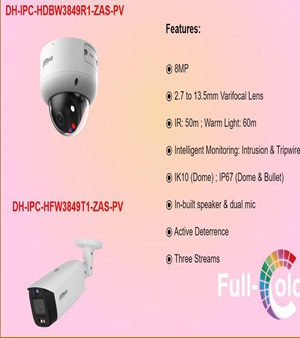 DH-IPC-HDBW3849R1-ZAS-PV
Features:
8MP
2.7 to 13.5mm Varifocal Lens
IR: 50m ; Warm Light: 60m
Intelligent Monitoring: Intrusion & Tripwire
IK10 (Dome) ; IP67 (Dome & Bullet)
In-built speaker & dual mic
DH-IPC-HFW3849T1-ZAS-PV
Active Deterrence
Three Streams
Full-Colo